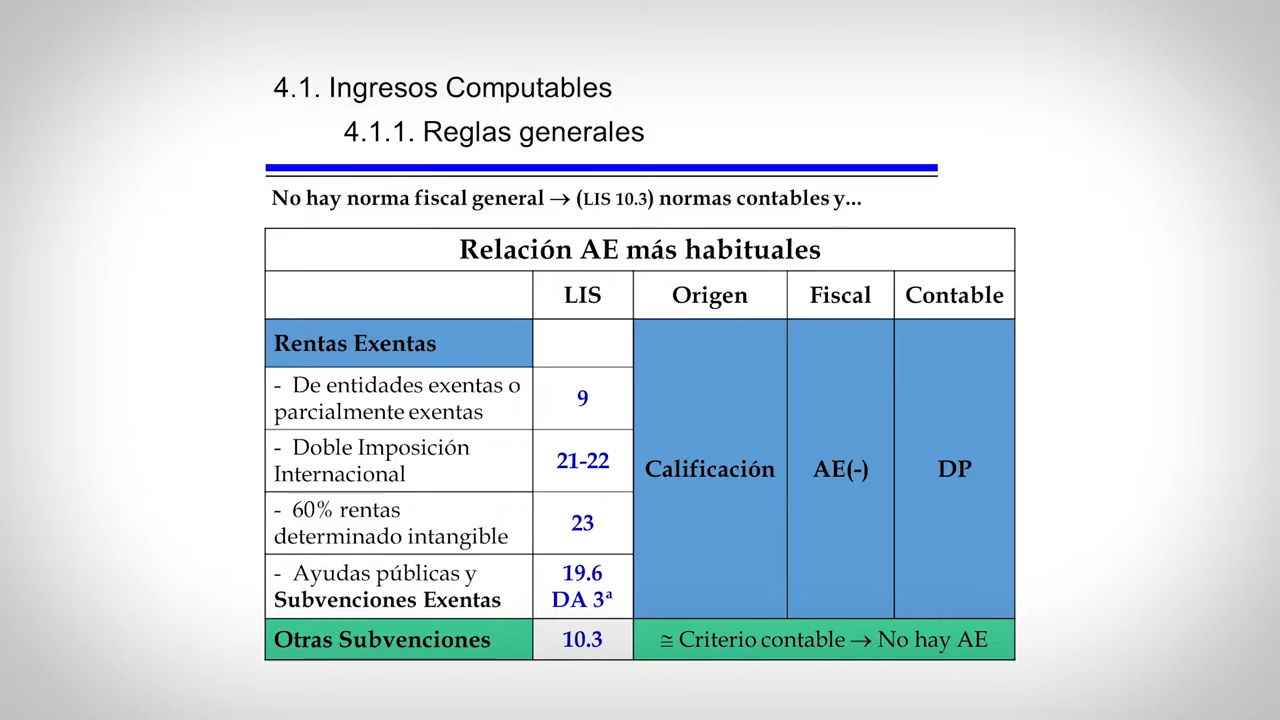 4.1. Ingresos Computables
4.1.1. Reglas generales
No hay norma fiscal general → (LIS 10.3) normas contables y...
Relación AE más habituales
LIS Origen Fiscal Contable
Rentas Exentas
- De entidades exentas o
parcialmente exentas
9
- Doble Imposición
Internacional
21-22
Calificación AE(-) DP
- 60% rentas
determinado intangible
23
- Ayudas públicas y
Subvenciones Exentas
19.6
DA 3ª
Otras Subvenciones 10.3 ≅ Criterio contable → No hay AE